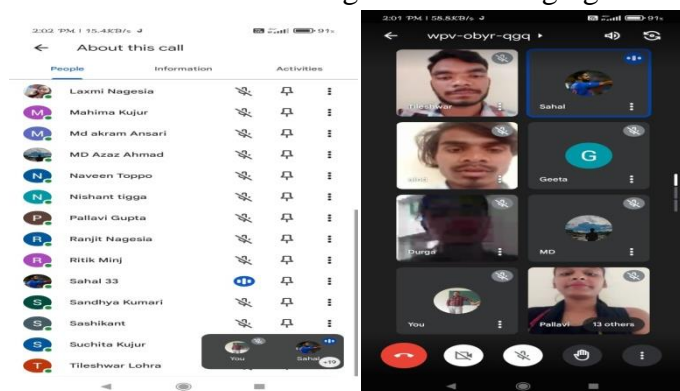 2:02 PM | 15.4KB/s
91%
About this call
People Information Activities
Laxmi Nagesia
M Mahima Kujur
M Md akram Ansari
MD Azaz Ahmad
N Naveen Toppo
N Nishant tigga
P Pallavi Gupta
R Ranjit Nagesia
R Ritik Minj
Sahal 33
S Sandhya Kumari
S Sashikant
S Suchita Kujur
T Tileshwar Lohra
You Sahal
+19
2:01 PM | 58.8KB/s
91%
wpv-obyr-qgq
Tileshwar Sahal
G
Geeta
Durga MD
You Pallavi 13 others